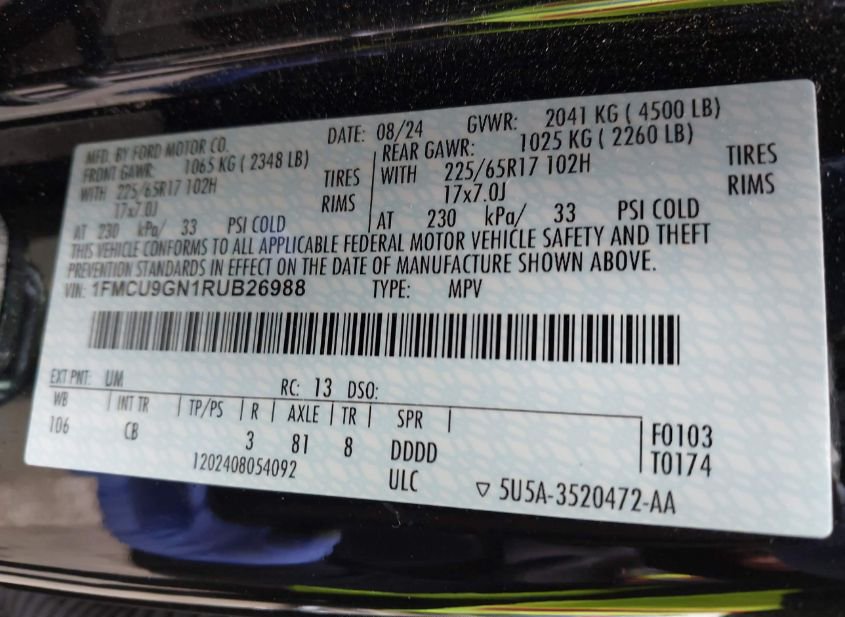 MFD. BY FORD MOTOR CO. DATE: 08/24 GVWR: 2041 KG ( 4500 LB)
FRONT GAWR: 1065 KG ( 2348 LB) REAR GAWR: 1025 KG ( 2260 LB)
WITH 225/65R17 102H TIRES WITH 225/65R17 102H TIRES
17x7.0J RIMS 17x7.0J RIMS
AT 230 kPa/ 33 PSI COLD AT 230 kPa/ 33 PSI COLD
THIS VEHICLE CONFORMS TO ALL APPLICABLE FEDERAL MOTOR VEHICLE SAFETY AND THEFT
PREVENTION STANDARDS IN EFFECT ON THE DATE OF MANUFACTURE SHOWN ABOVE.
VIN: 1FMCU9GN1RUB26988 TYPE: MPV
EXT PNT: UM RC: 13 DSO:
WB | INT TR | TP/PS | R | AXLE | TR | SPR |
106 CB 3 81 8 DDDD F0103
1202408054092 ULC T0174
▽ 5U5A-3520472-AA